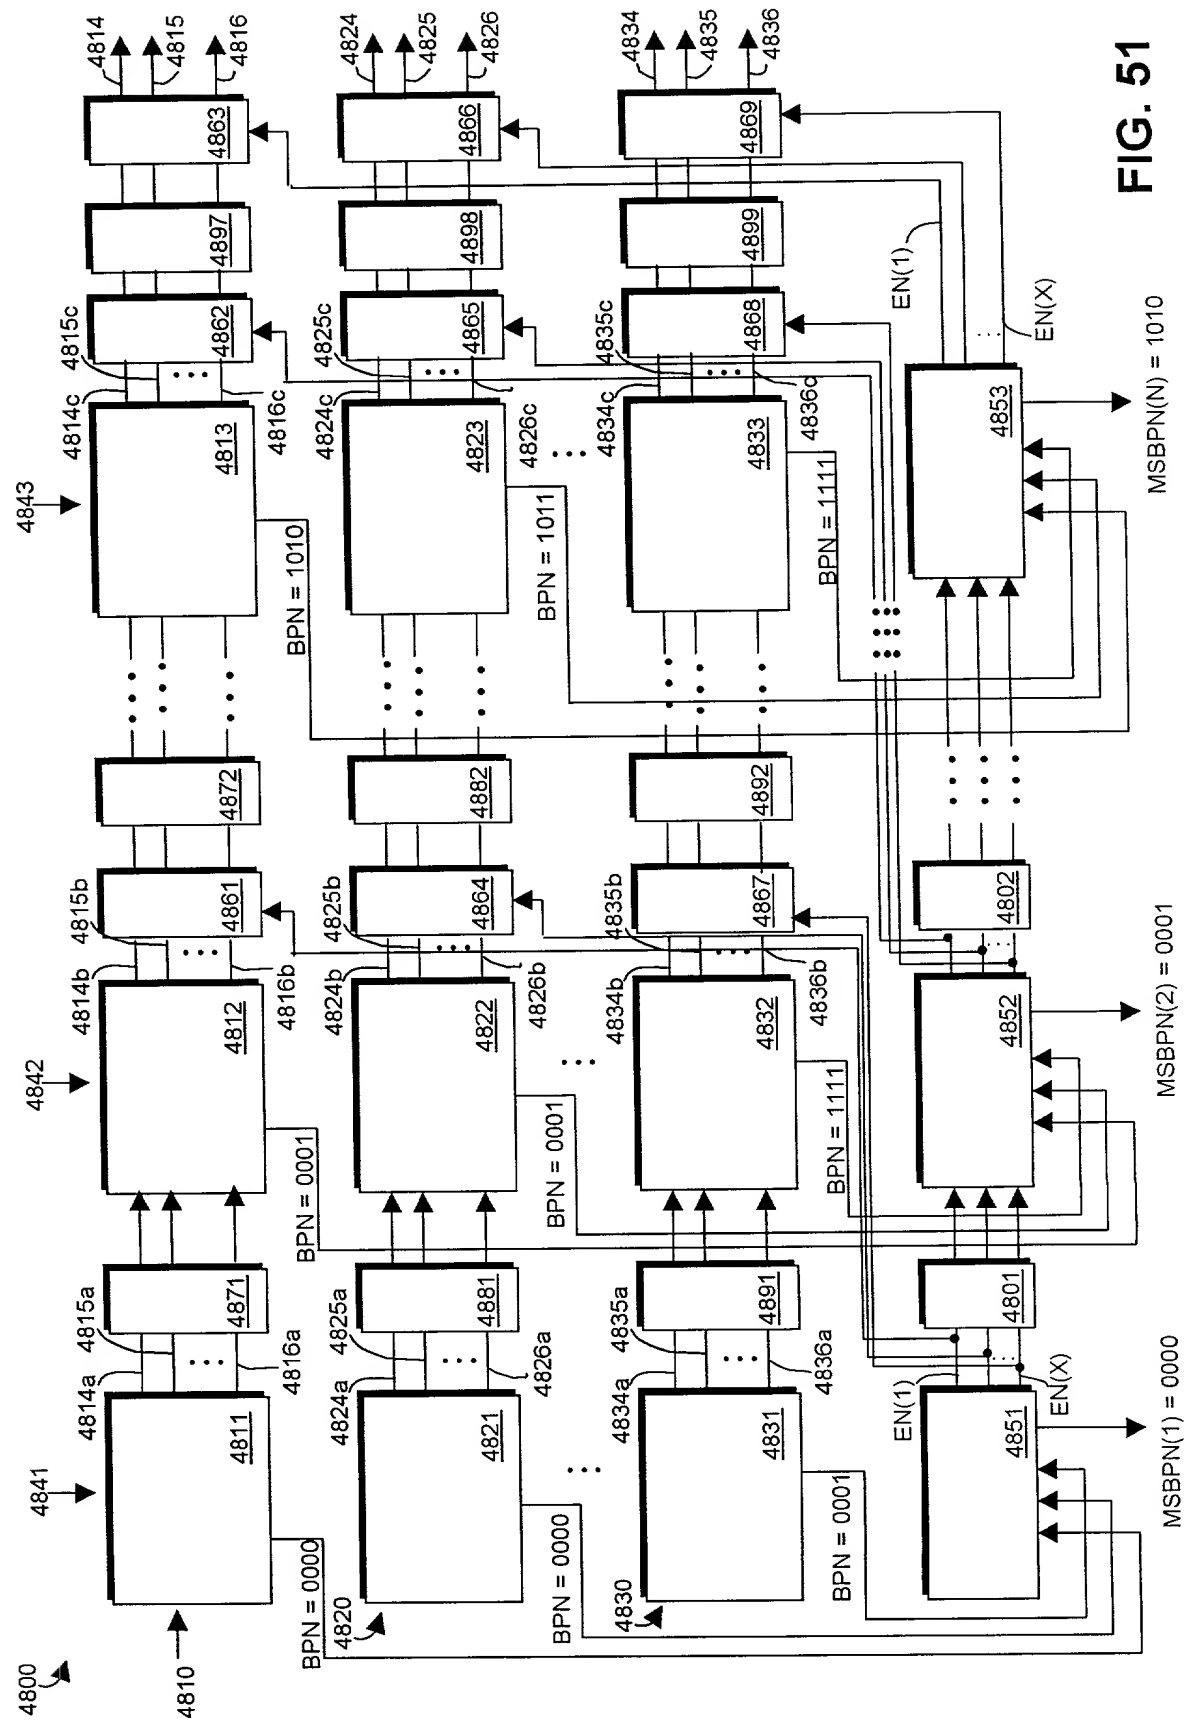 4800
4810
4841
4842
4843
4811
4814a
4815a
4816a
4871
4812
4814b
4815b
4816b
4861
4872
4813
4814c
4815c
4816c
4862
4897
4863
4814
4815
4816
BPN = 0000
BPN = 0001
BPN = 1010
4820
4821
4824a
4825a
4826a
4881
4822
4824b
4825b
4826b
4864
4882
4823
4824c
4825c
4826c
4865
4898
4866
4824
4825
4826
BPN = 0000
BPN = 0001
BPN = 1011
4830
4831
4834a
4835a
4836a
4891
4832
4834b
4835b
4836b
4867
4892
4833
4834c
4835c
4836c
4868
4899
4869
4834
4835
4836
BPN = 0001
BPN = 1111
BPN = 1111
4851
EN(1)
EN(X)
4801
4852
4802
4853
EN(1)
EN(X)
MSBPN(1) = 0000
MSBPN(2) = 0001
MSBPN(N) = 1010
FIG. 51